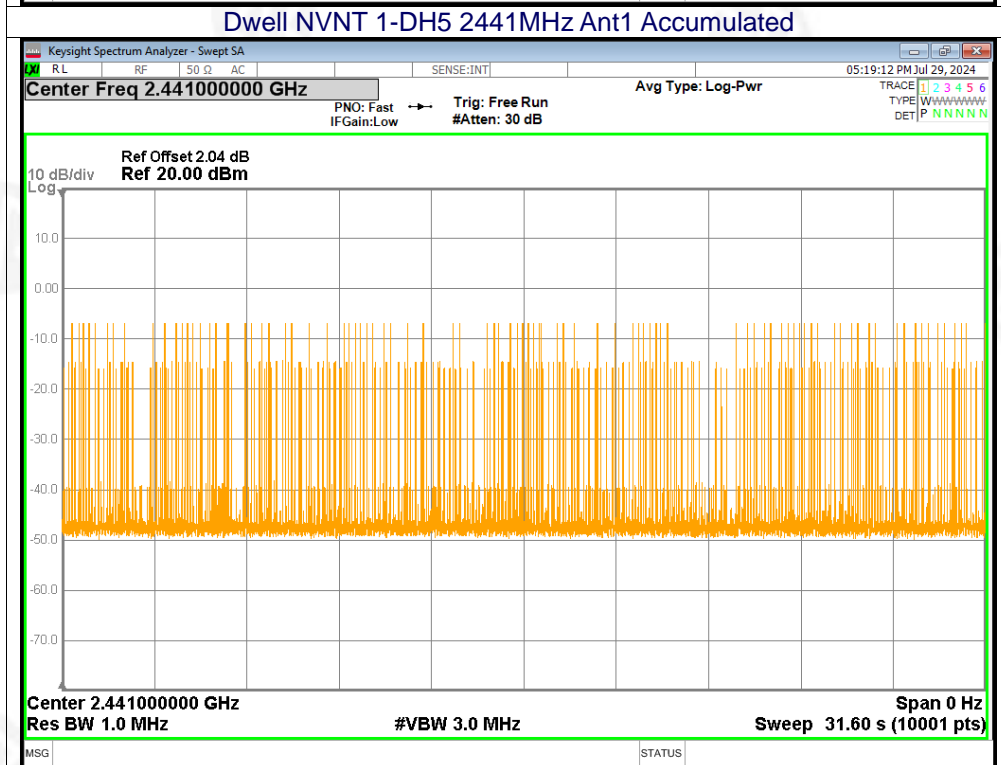 Dwell NVNT 1-DH5 2441MHz Ant1 Accumulated
Keysight Spectrum Analyzer - Swept SA
LXI RL RF 50 Ω AC SENSE:INT 05:19:12 PM Jul 29, 2024
Center Freq 2.441000000 GHz Avg Type: Log-Pwr TRACE 1 2 3 4 5 6
PNO: Fast Trig: Free Run TYPE WWWWWWW
IFGain:Low #Atten: 30 dB DET P N N N N N
Ref Offset 2.04 dB
10 dB/div Ref 20.00 dBm
Log
10.0
0.00
-10.0
-20.0
-30.0
-40.0
-50.0
-60.0
-70.0
Center 2.441000000 GHz Span 0 Hz
Res BW 1.0 MHz #VBW 3.0 MHz Sweep 31.60 s (10001 pts)
MSG STATUS